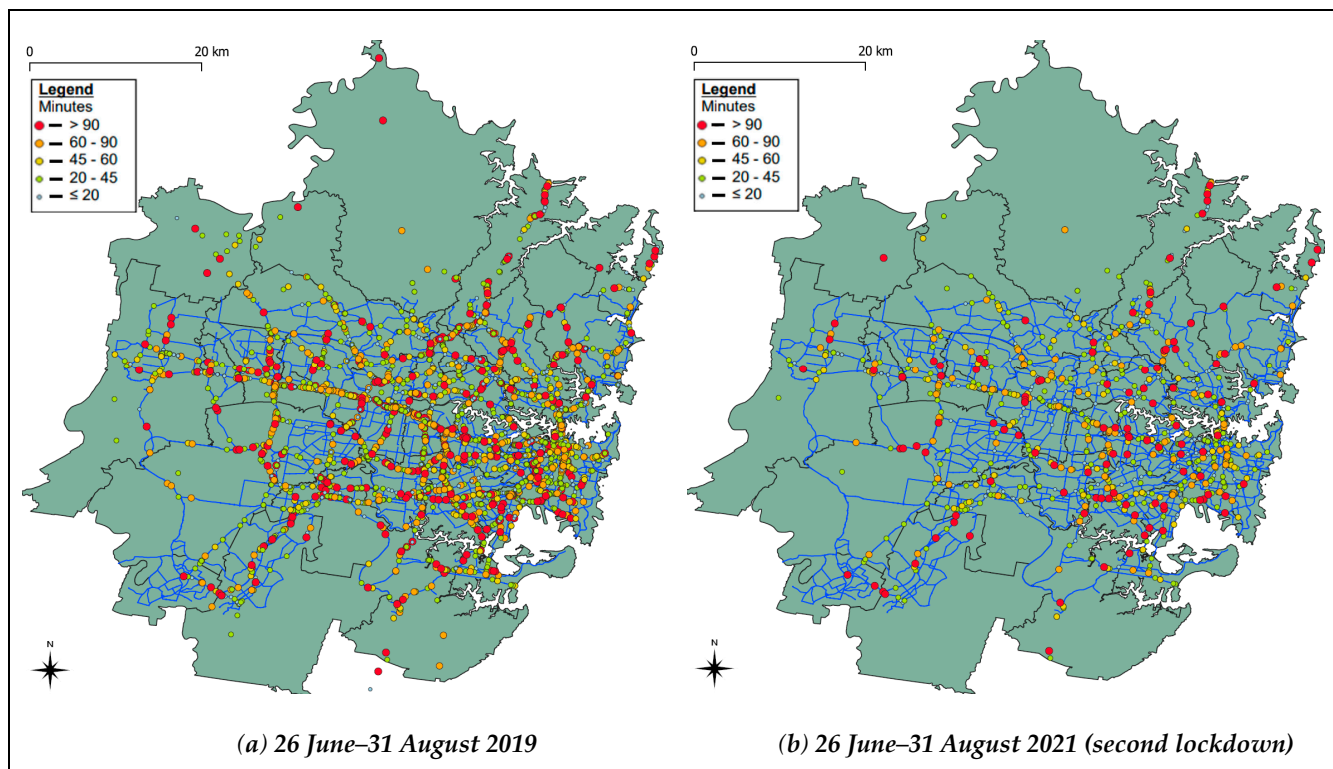 0 20 km
Legend
Minutes
> 90
60 - 90
45 - 60
20 - 45
≤ 20
N
(a) 26 June–31 August 2019
0 20 km
Legend
Minutes
> 90
60 - 90
45 - 60
20 - 45
≤ 20
N
(b) 26 June–31 August 2021 (second lockdown)